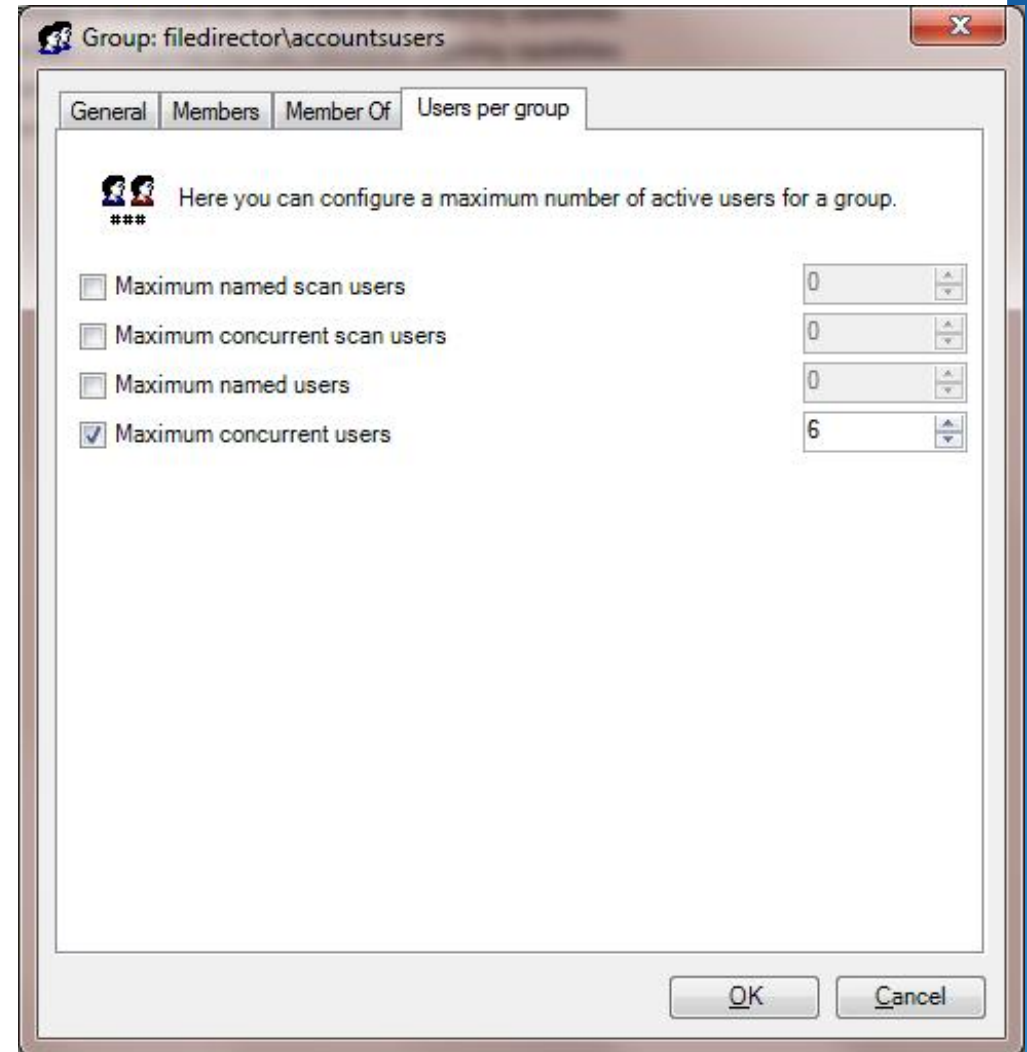 Group: filedirector\accountsusers
General Members Member Of Users per group
Here you can configure a maximum number of active users for a group.
###
Maximum named scan users 0
Maximum concurrent scan users 0
Maximum named users 0
Maximum concurrent users 6
OK Cancel